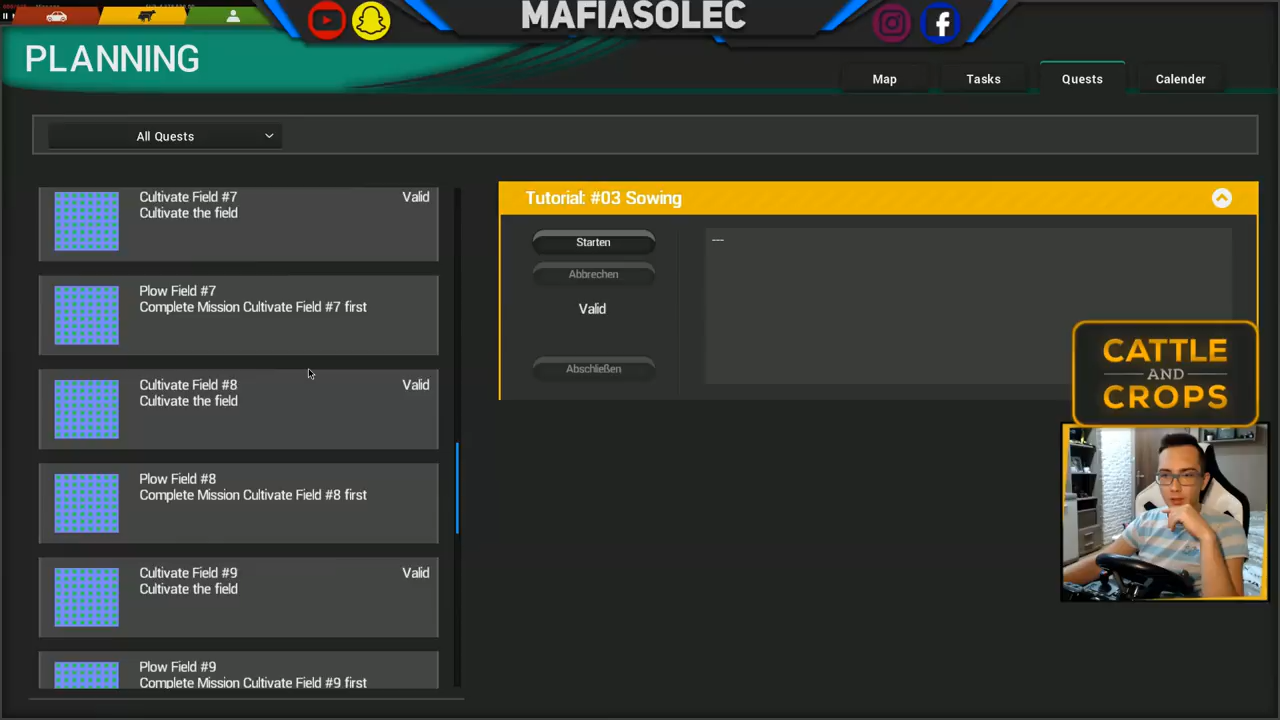 MAFIASOLEC
PLANNING
Map
Tasks
Quests
Calender
All Quests
Cultivate Field #7
Valid
Cultivate the field
Plow Field #7
Complete Mission Cultivate Field #7 first
Cultivate Field #8
Valid
Cultivate the field
Plow Field #8
Complete Mission Cultivate Field #8 first
Cultivate Field #9
Valid
Cultivate the field
Plow Field #9
Complete Mission Cultivate Field #9 first
Tutorial: #03 Sowing
Starten
---
Abbrechen
Valid
Abschließen
CATTLE
AND
CROPS